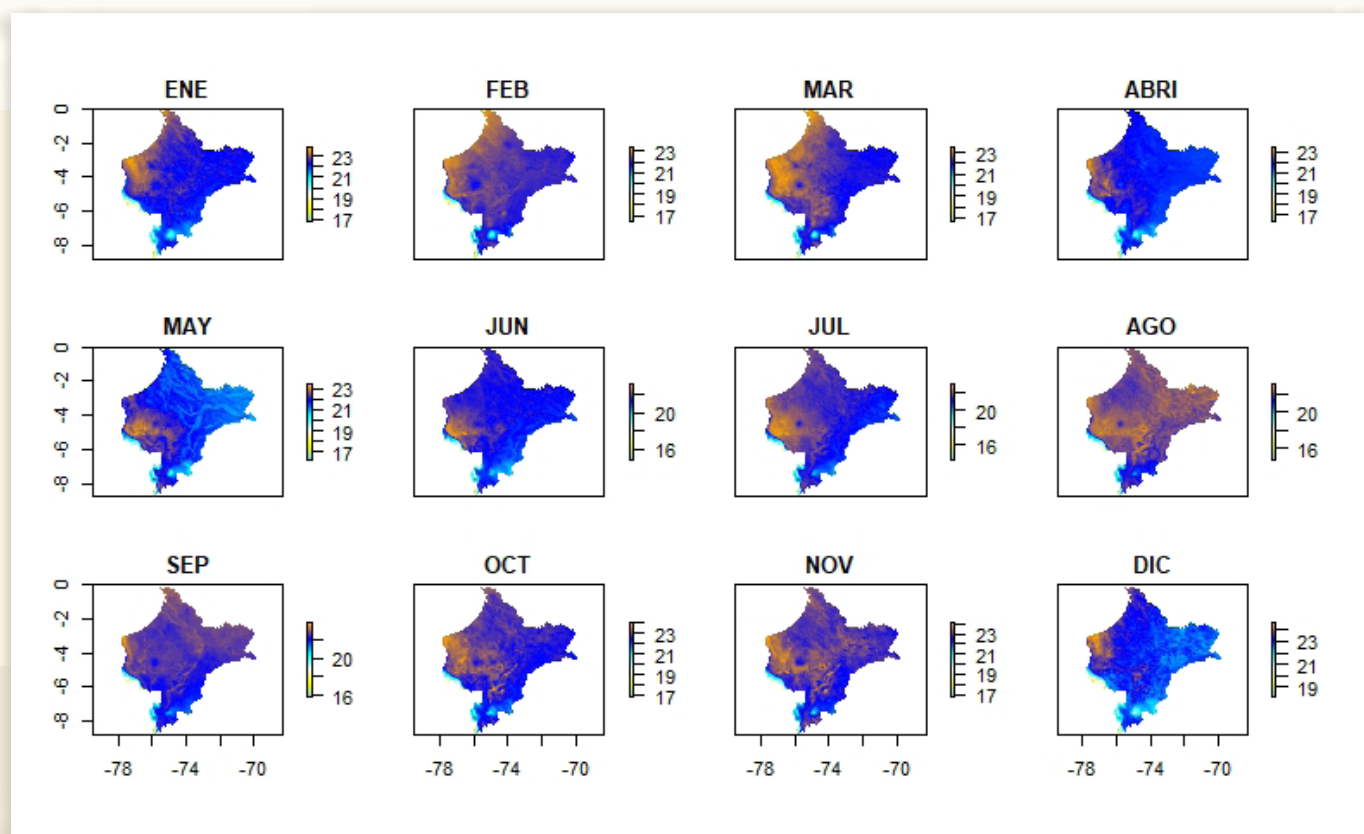 ENE FEB MAR ABRI
0 -2 -4 -6 -8
23 21 19 17
23 21 19 17
23 21 19 17
23 21 19 17
MAY JUN JUL AGO
0 -2 -4 -6 -8
23 21 19 17
20 16
20 16
20 16
SEP OCT NOV DIC
0 -2 -4 -6 -8
20 16
23 21 19 17
23 21 19 17
23 21 19
-78 -74 -70
-78 -74 -70
-78 -74 -70
-78 -74 -70